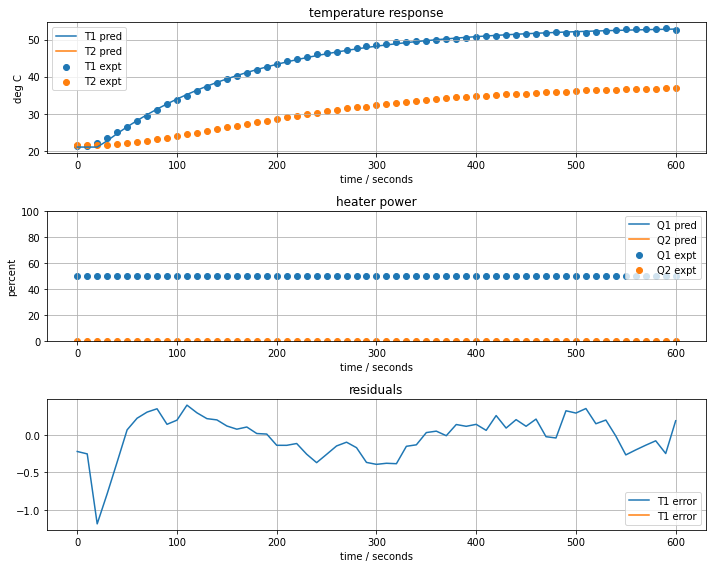 temperature response
deg C
50
40
30
20
T1 pred
T2 pred
T1 expt
T2 expt
0 100 200 300 400 500 600
time / seconds
heater power
percent
100
80
60
40
20
0
Q1 pred
Q2 pred
Q1 expt
Q2 expt
0 100 200 300 400 500 600
time / seconds
residuals
0.0
−0.5
−1.0
T1 error
T1 error
0 100 200 300 400 500 600
time / seconds